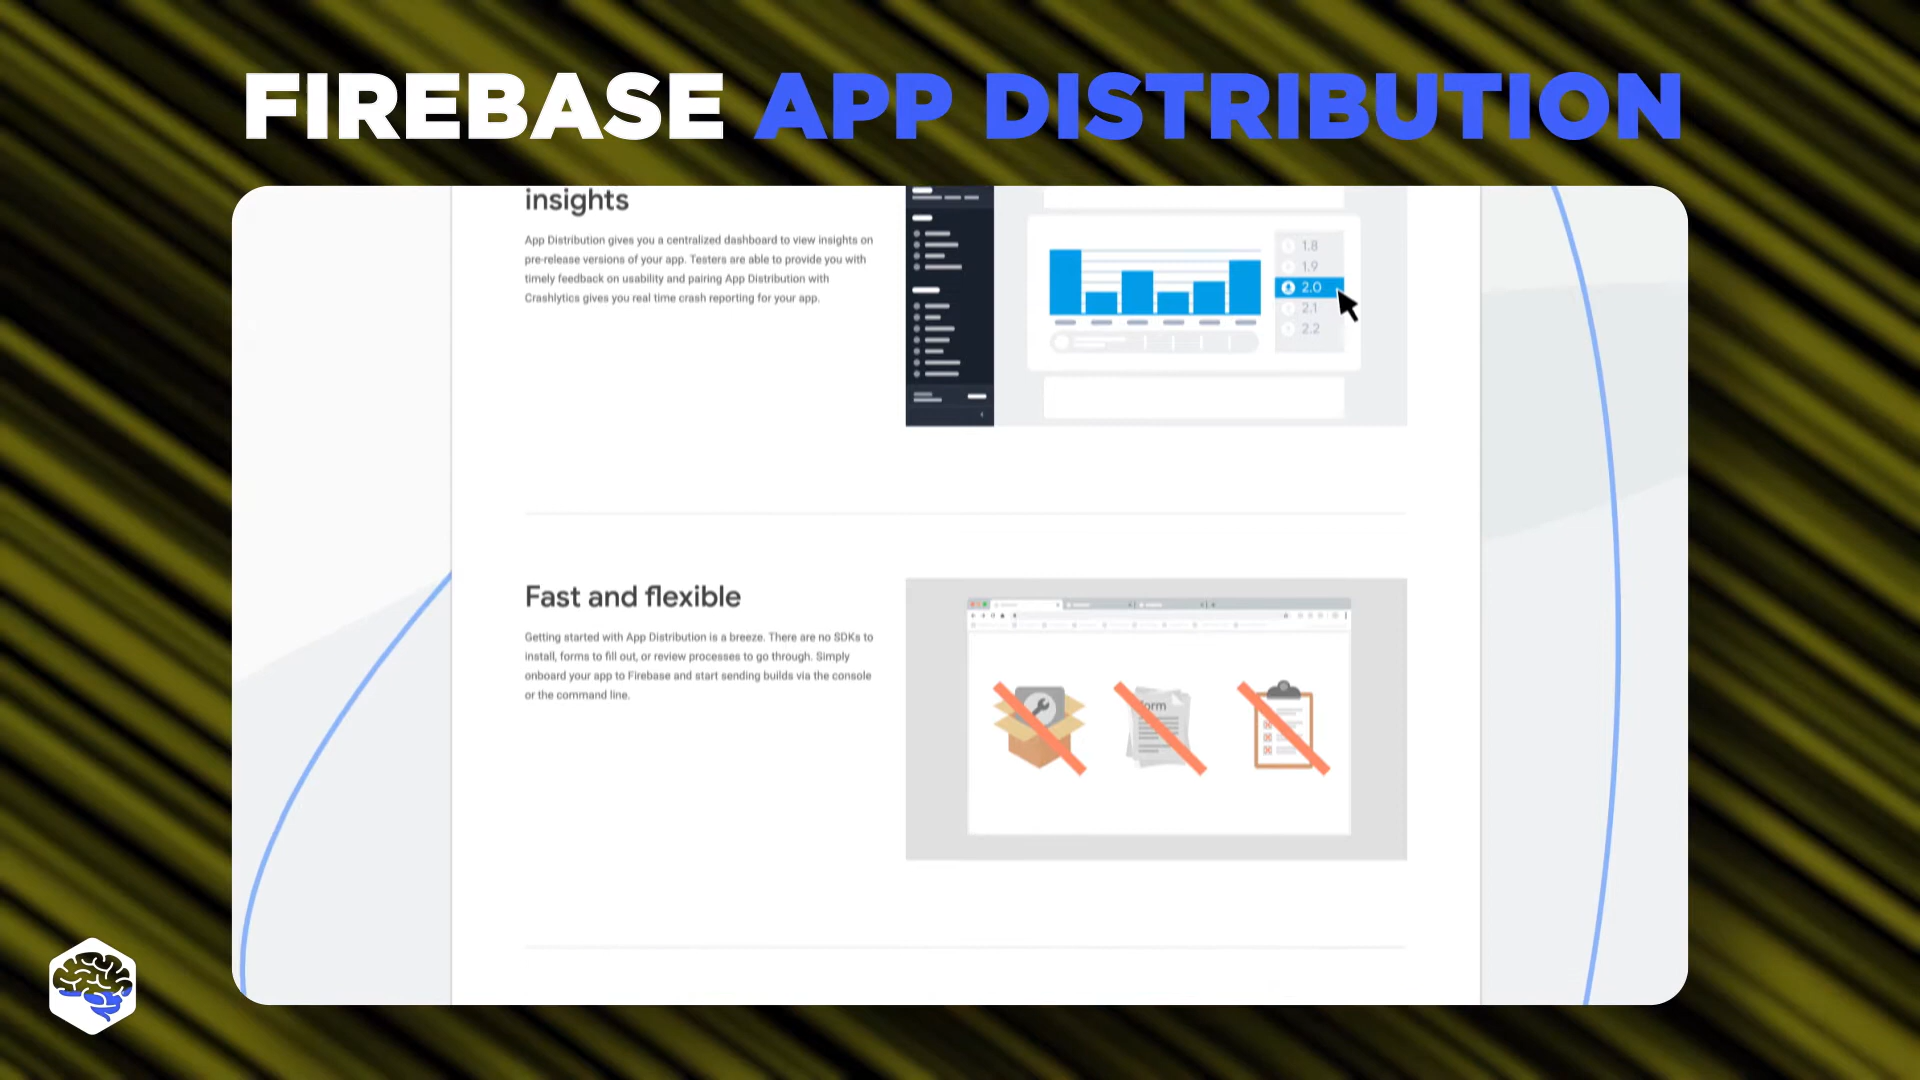 FIREBASE APP DISTRIBUTION
insights
App Distribution gives you a centralized dashboard to view insights on
pre-release versions of your app. Testers are able to provide you with
timely feedback on usability and pairing App Distribution with
Crashlytics gives you real time crash reporting for your app.
1.8
1.9
2.0
2.1
2.2
Fast and flexible
Getting started with App Distribution is a breeze. There are no SDKs to
install, forms to fill out, or review processes to go through. Simply
onboard your app to Firebase and start sending builds via the console
or the command line.
form